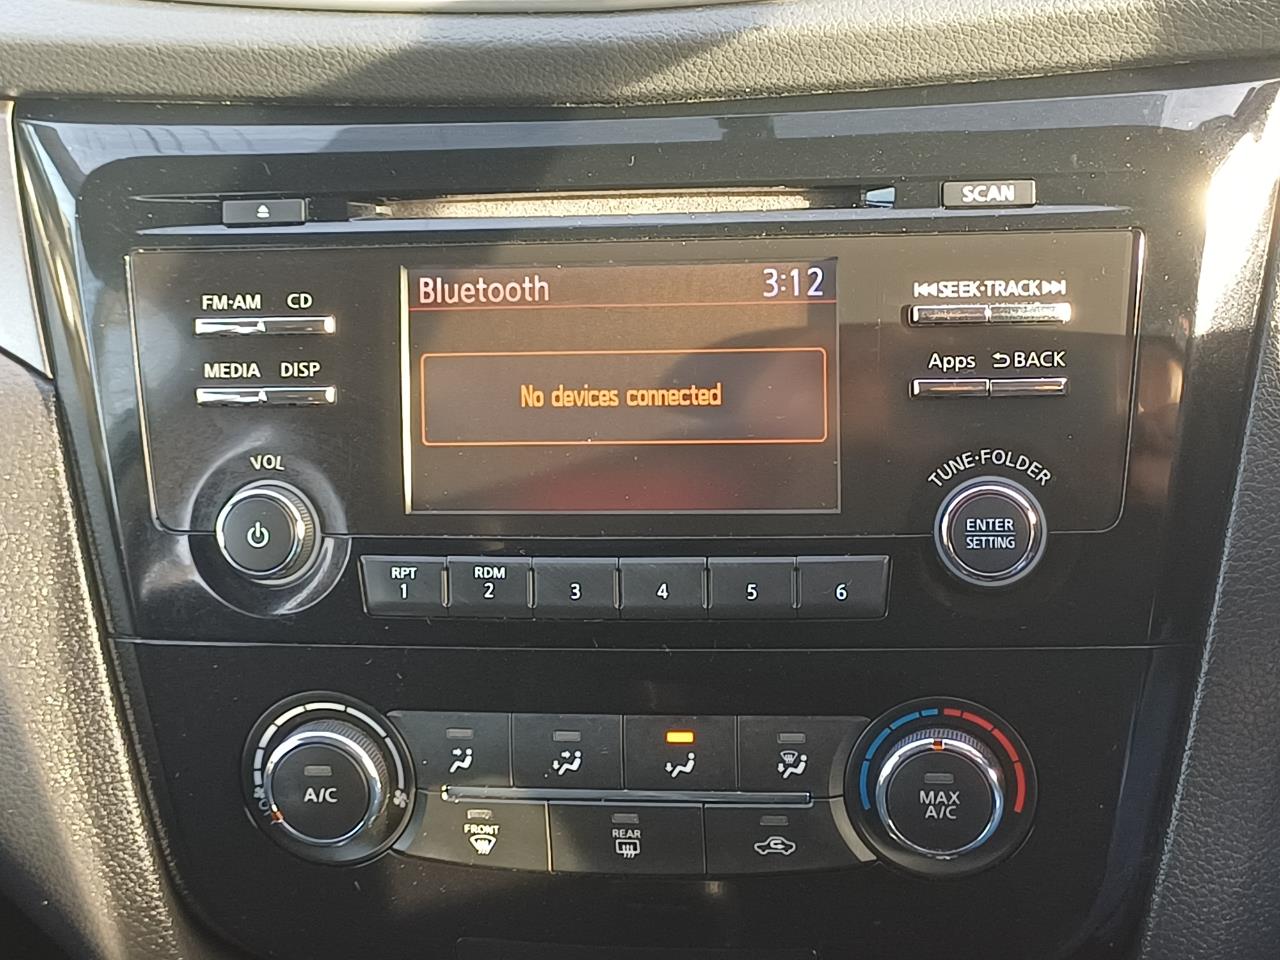 SCAN
Bluetooth 3:12
FM·AM CD
SEEK·TRACK
MEDIA DISP
Apps BACK
No devices connected
VOL
TUNE·FOLDER
ENTER
SETTING
RPT
1
RDM
2
3
4
5
6
A/C
MAX
A/C
FRONT
REAR